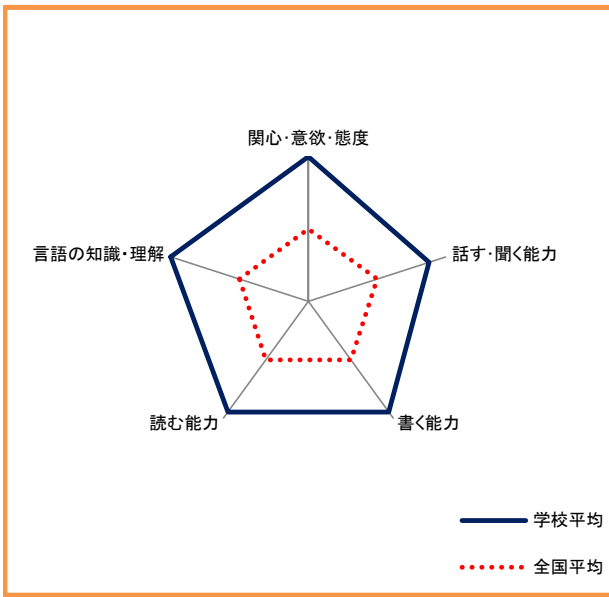 関心・意欲・態度
言語の知識・理解
話す・聞く能力
読む能力
書く能力
学校平均
全国平均